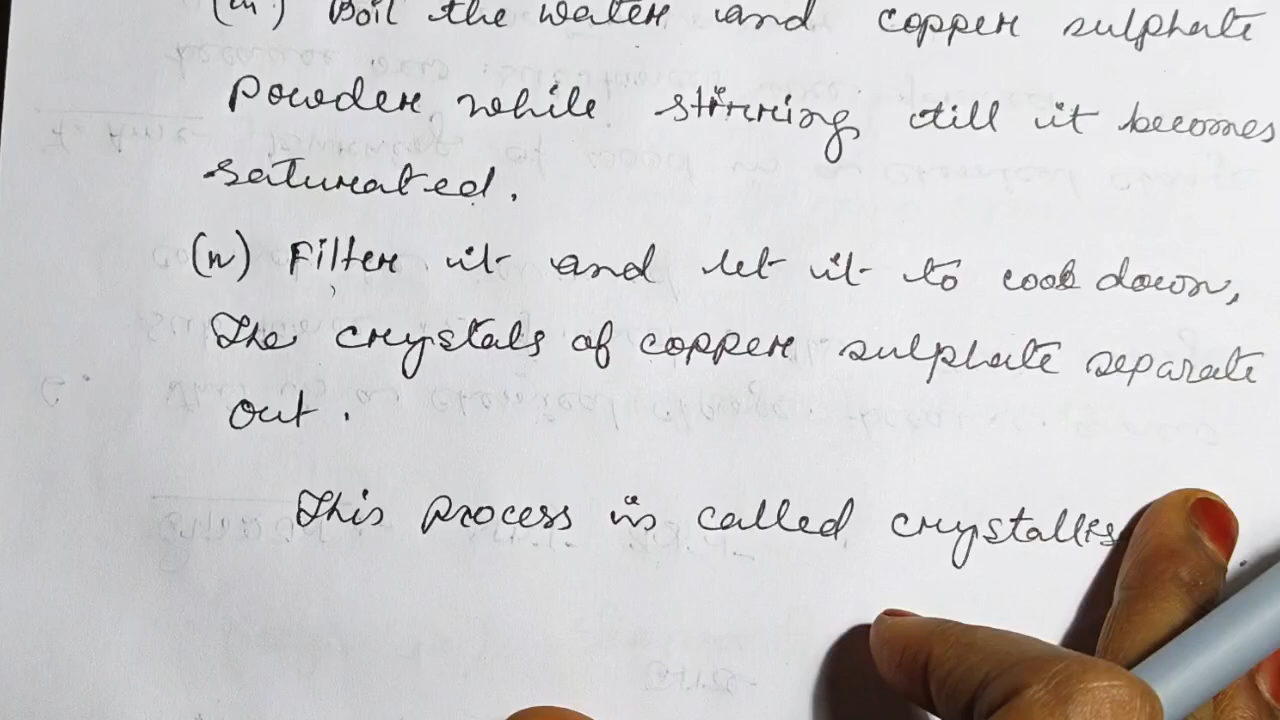 Boil the water and copper sulphate
powder while stirring till it becomes
saturated.
(iv) Filter it and let it to cool down,
The crystals of copper sulphate separate
out.
This process is called crystallis